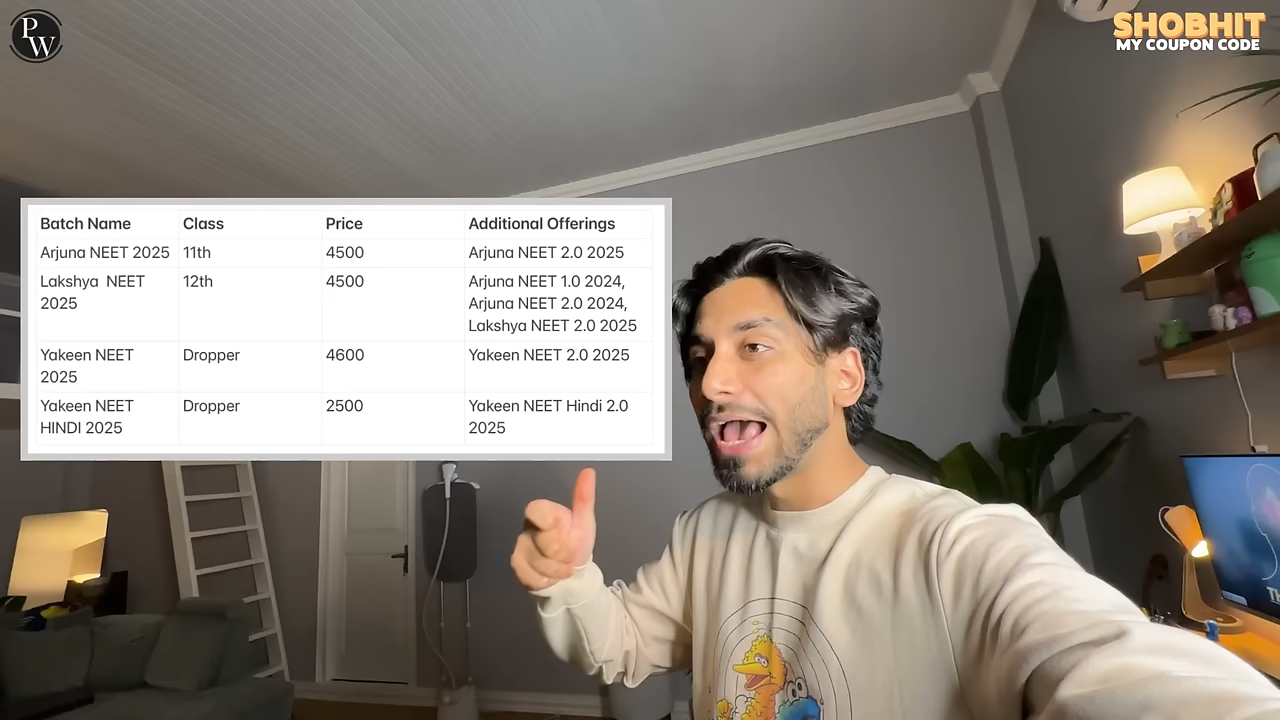 PW
SHOBHIT
MY COUPON CODE
Batch Name Class Price Additional Offerings
Arjuna NEET 2025 11th 4500 Arjuna NEET 2.0 2025
Lakshya NEET 12th 4500 Arjuna NEET 1.0 2024,
2025 Arjuna NEET 2.0 2024,
Lakshya NEET 2.0 2025
Yakeen NEET Dropper 4600 Yakeen NEET 2.0 2025
2025
Yakeen NEET Dropper 2500 Yakeen NEET Hindi 2.0
HINDI 2025 2025